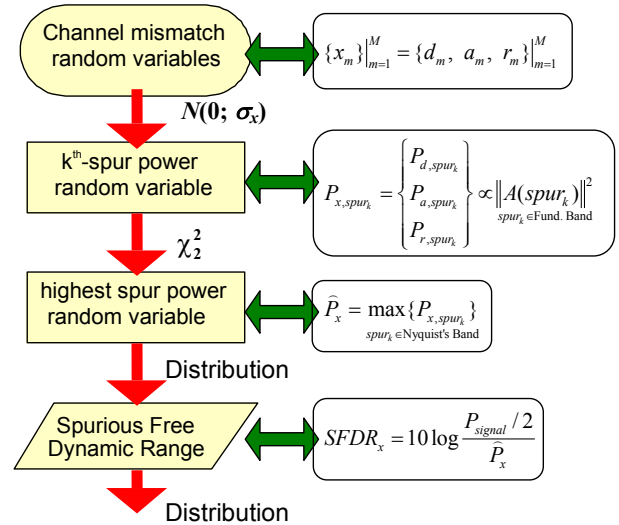 Channel mismatch
random variables
{x_m}|_{m=1}^{M} = {d_m, a_m, r_m}|_{m=1}^{M}
N(0; σ_x)
k^th-spur power
random variable
P_{x,spur_k} = { P_{d,spur_k} P_{a,spur_k} P_{r,spur_k} } ∝ ‖A(spur_k)‖^2
spur_k∈Fund. Band
χ_2^2
highest spur power
random variable
P̂_x = max{P_{x,spur_k}}
spur_k∈Nyquist's Band
Distribution
Spurious Free
Dynamic Range
SFDR_x = 10 log P_{signal}/2 / P̂_x
Distribution